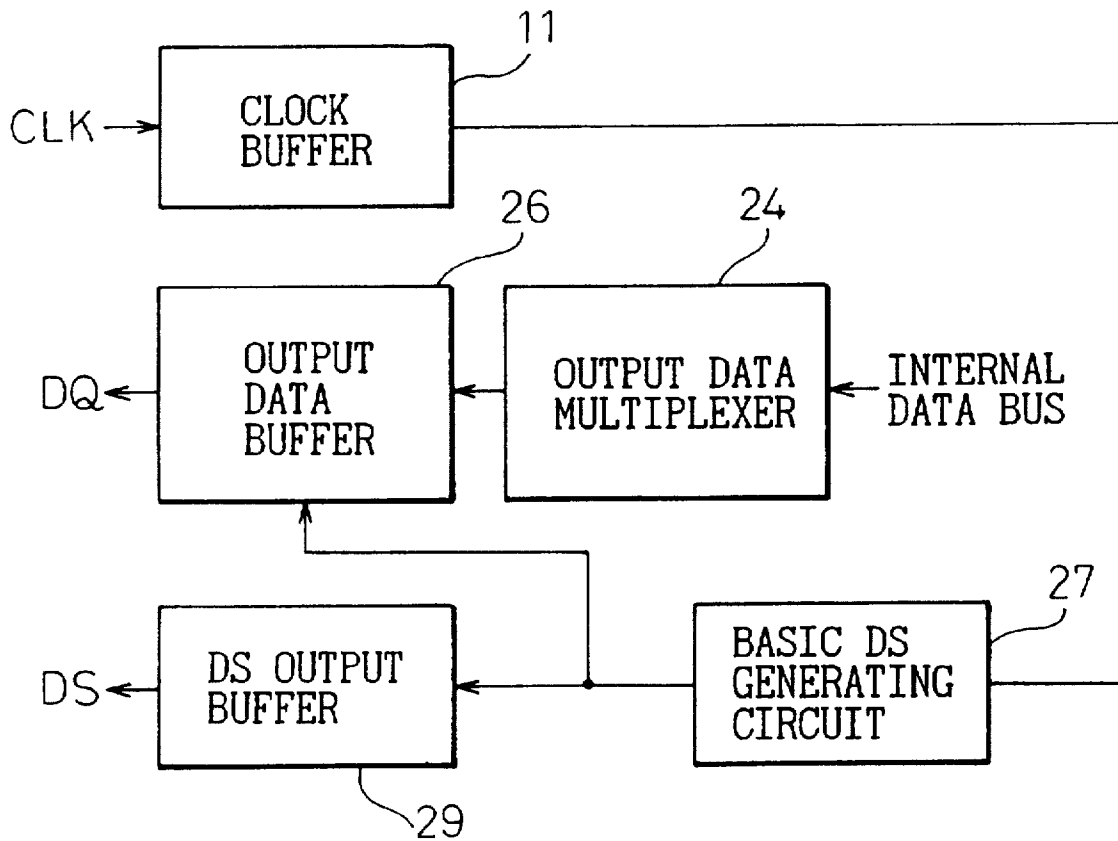 11
CLK
CLOCK
BUFFER
26
24
DQ
OUTPUT
DATA
BUFFER
OUTPUT DATA
MULTIPLEXER
INTERNAL
DATA BUS
27
DS
DS OUTPUT
BUFFER
BASIC DS
GENERATING
CIRCUIT
29